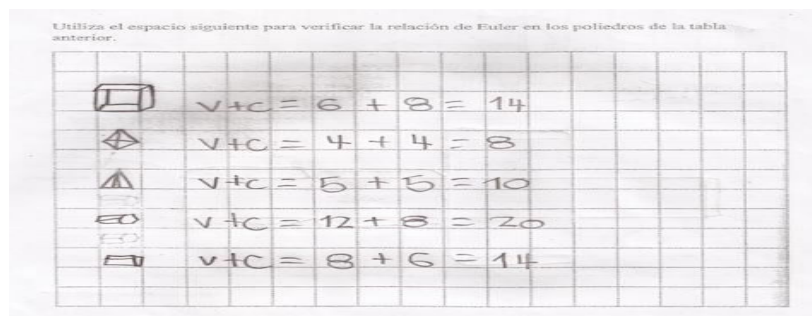 Utiliza el espacio siguiente para verificar la relación de Euler en los poliedros de la tabla
anterior.
V+C = 6 + 8 = 14
V+C = 4 + 4 = 8
V+C = 5 + 5 = 10
V+C = 12 + 8 = 20
V+C = 8 + 6 = 14